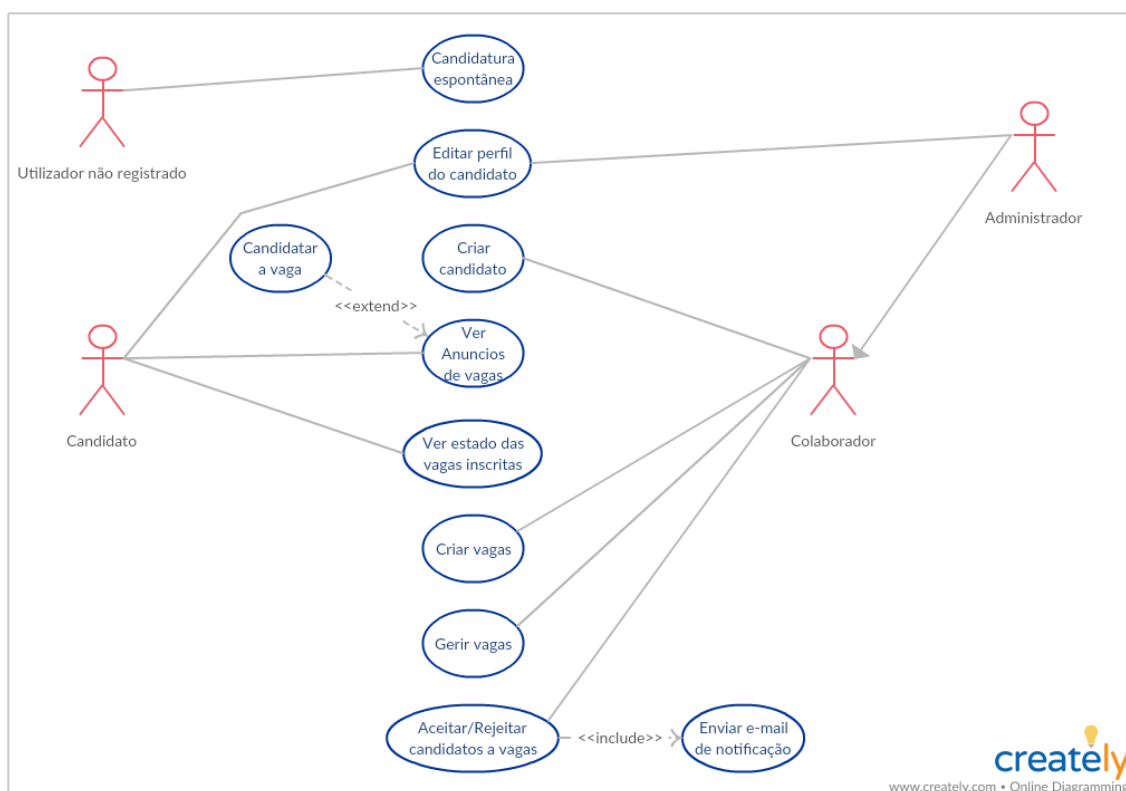 Candidatura
espontânea
Utilizador não registrado
Editar perfil
do candidato
Administrador
Candidatar
a vaga
Criar
candidato
<<extend>>
Ver
Anuncios
de vagas
Candidato
Colaborador
Ver estado das
vagas inscritas
Criar vagas
Gerir vagas
Aceitar/Rejeitar
candidatos a vagas
<<include>>
Enviar e-mail
de notificação
creately
www.creately.com • Online Diagramming